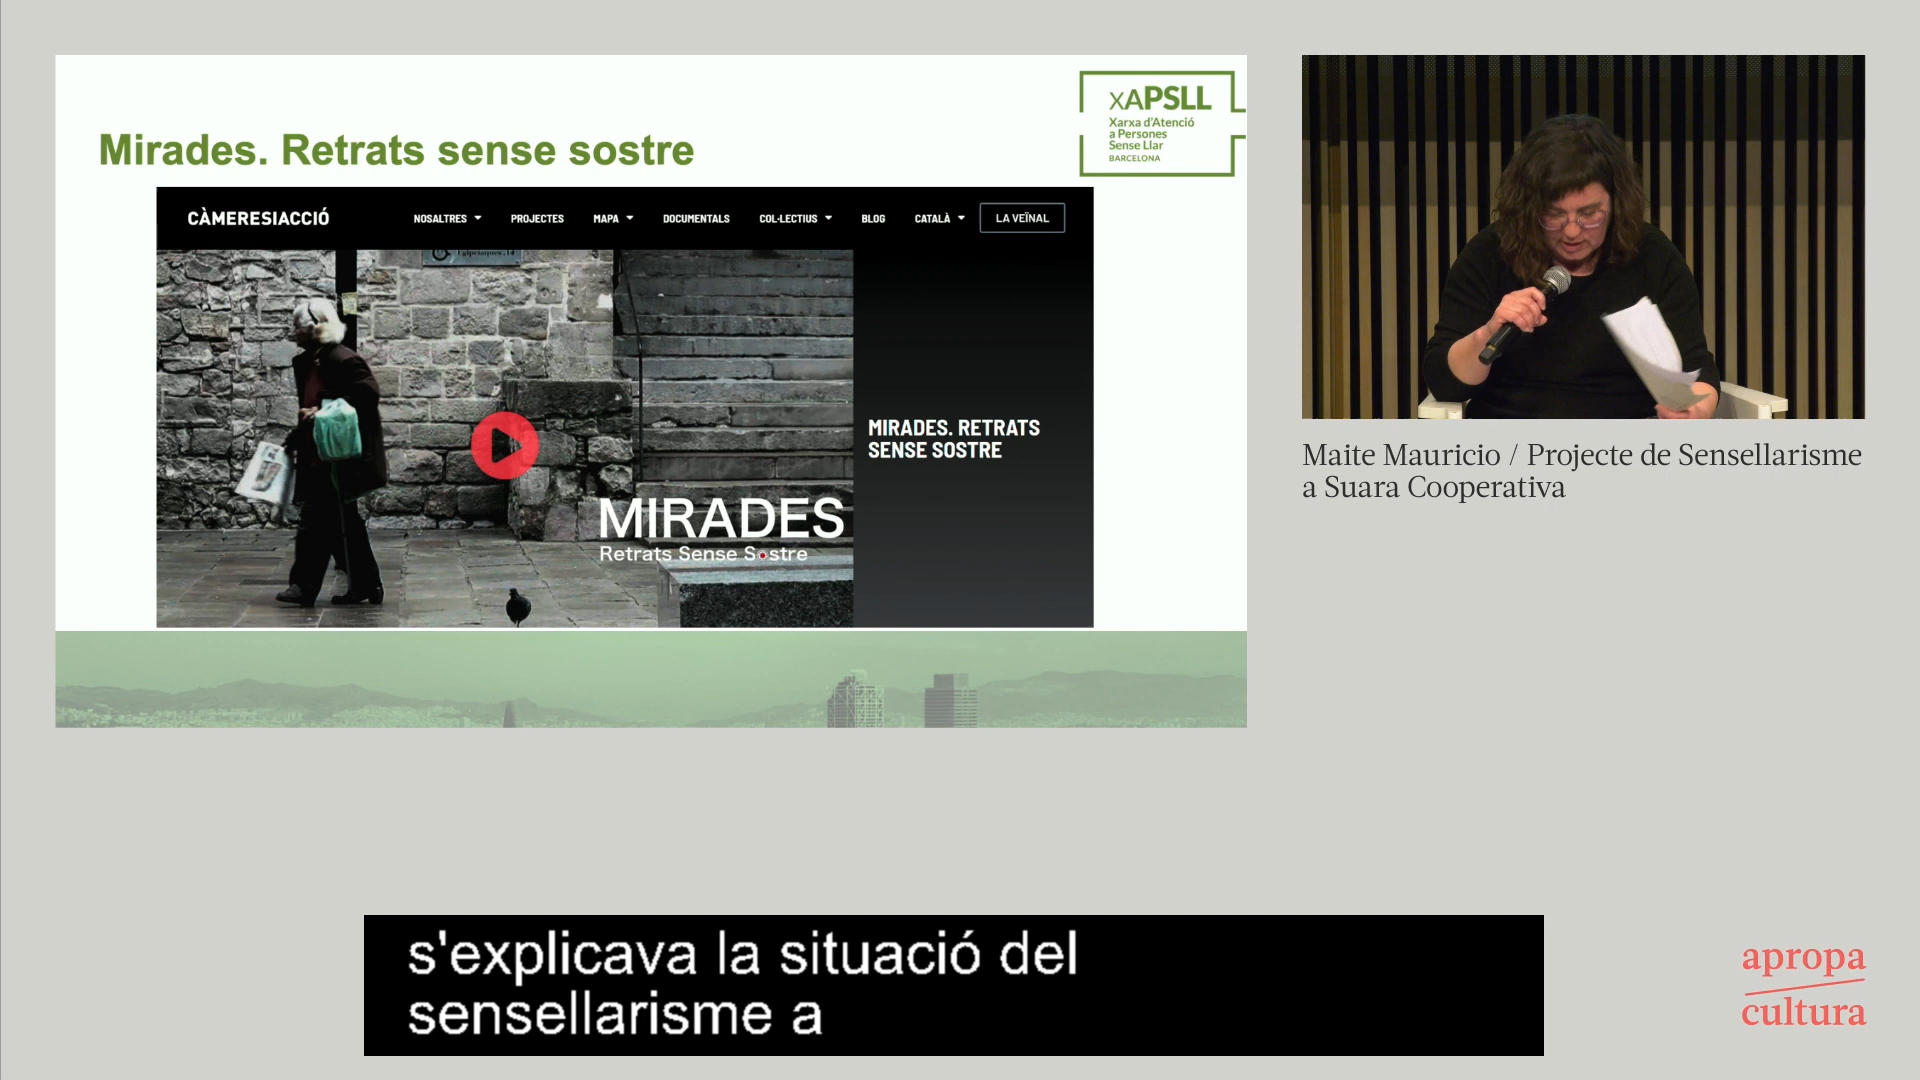 Mirades. Retrats sense sostre
xAPSLL
Xarxa d'Atenció
a Persones
Sense Llar
BARCELONA
CÀMERESIACCIÓ
NOSALTRES
PROJECTES
MAPA
DOCUMENTALS
COL·LECTIUS
BLOG
CATALÀ
LA VEÏNAL
Egipcíaques, 14
MIRADES. RETRATS
SENSE SOSTRE
MIRADES
Retrats Sense Sostre
Maite Mauricio / Projecte de Sensellarisme
a Suara Cooperativa
s'explicava la situació del
sensellarisme a
apropa
cultura